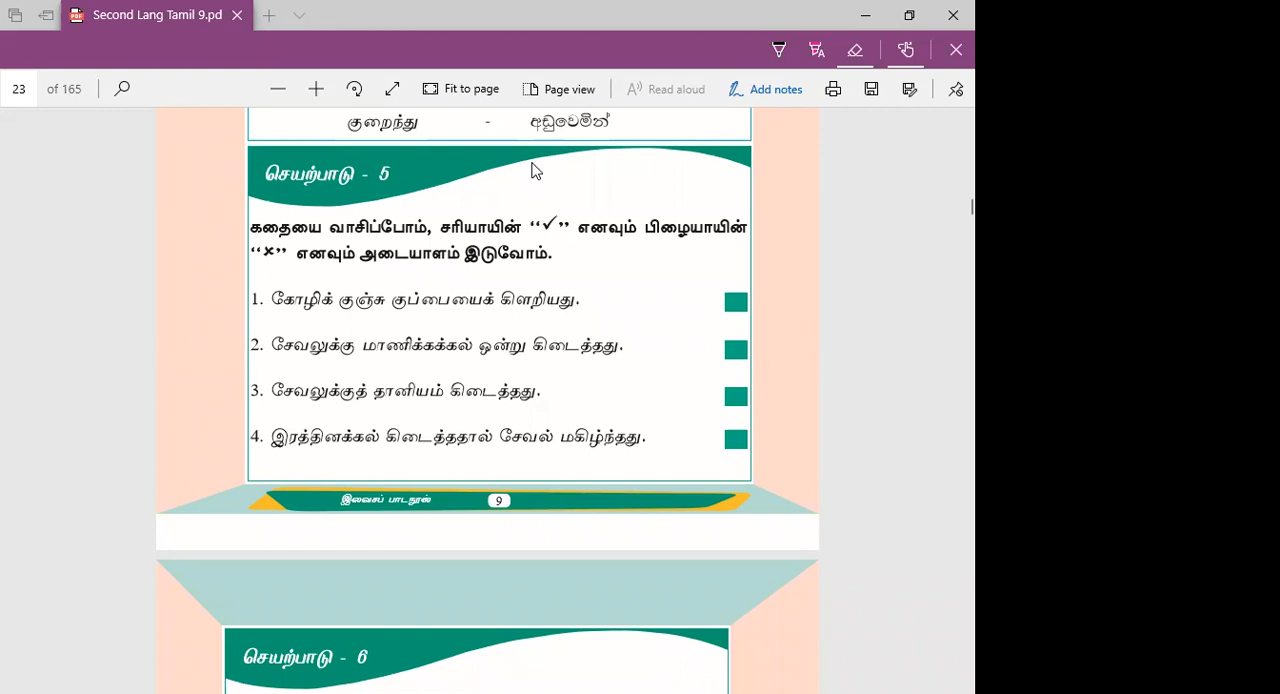 Second Lang Tamil 9.pd
23 of 165
Fit to page
Page view
Read aloud
Add notes
குறைந்து - අඩුවෙමින්
செயற்பாடு - 5
கதையை வாசிப்போம், சரியாயின் “✓” எனவும் பிழையாயின்
“×” எனவும் அடையாளம் இடுவோம்.
1. கோழிக் குஞ்சு குப்பையைக் கிளறியது.
2. சேவலுக்கு மாணிக்கக்கல் ஒன்று கிடைத்தது.
3. சேவலுக்குத் தானியம் கிடைத்தது.
4. இரத்தினக்கல் கிடைத்ததால் சேவல் மகிழ்ந்தது.
இலவசப் பாடநூல் 9
செயற்பாடு - 6